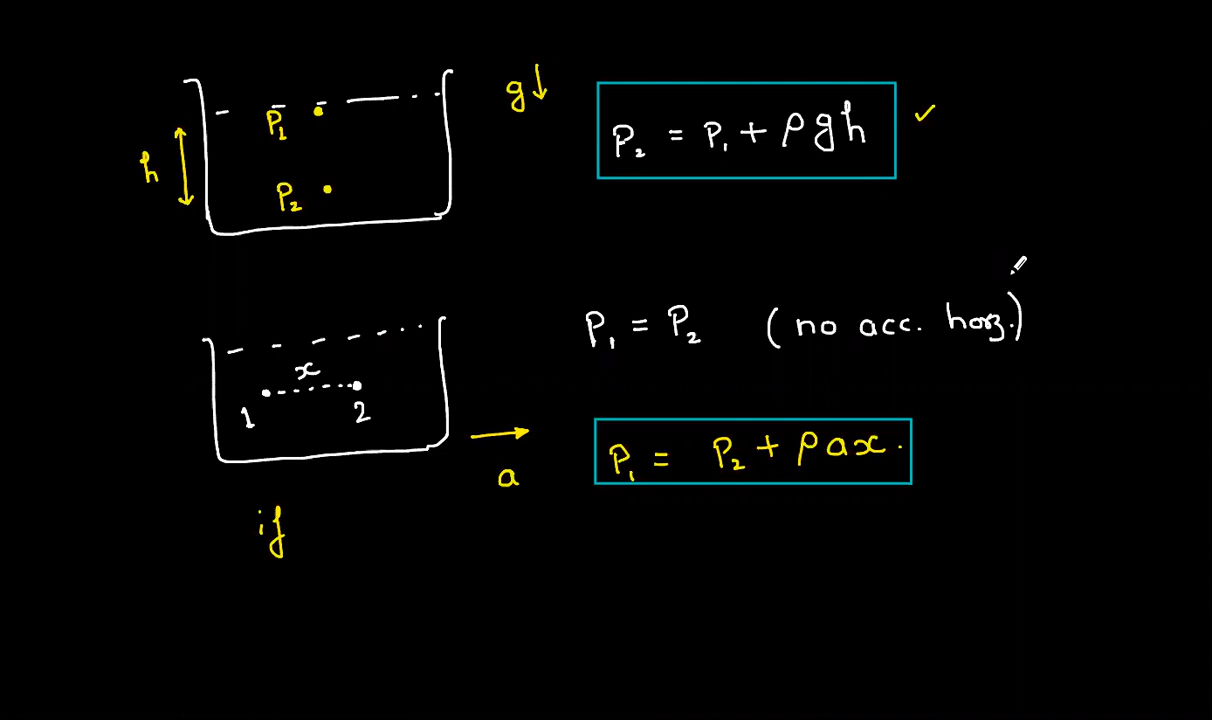 g↓
P₁
P₂ = P₁ + ρgh ✓
h
P₂
P₁ = P₂ (no acc. horz.)
x
1 2
P₁ = P₂ + ρax.
a
if